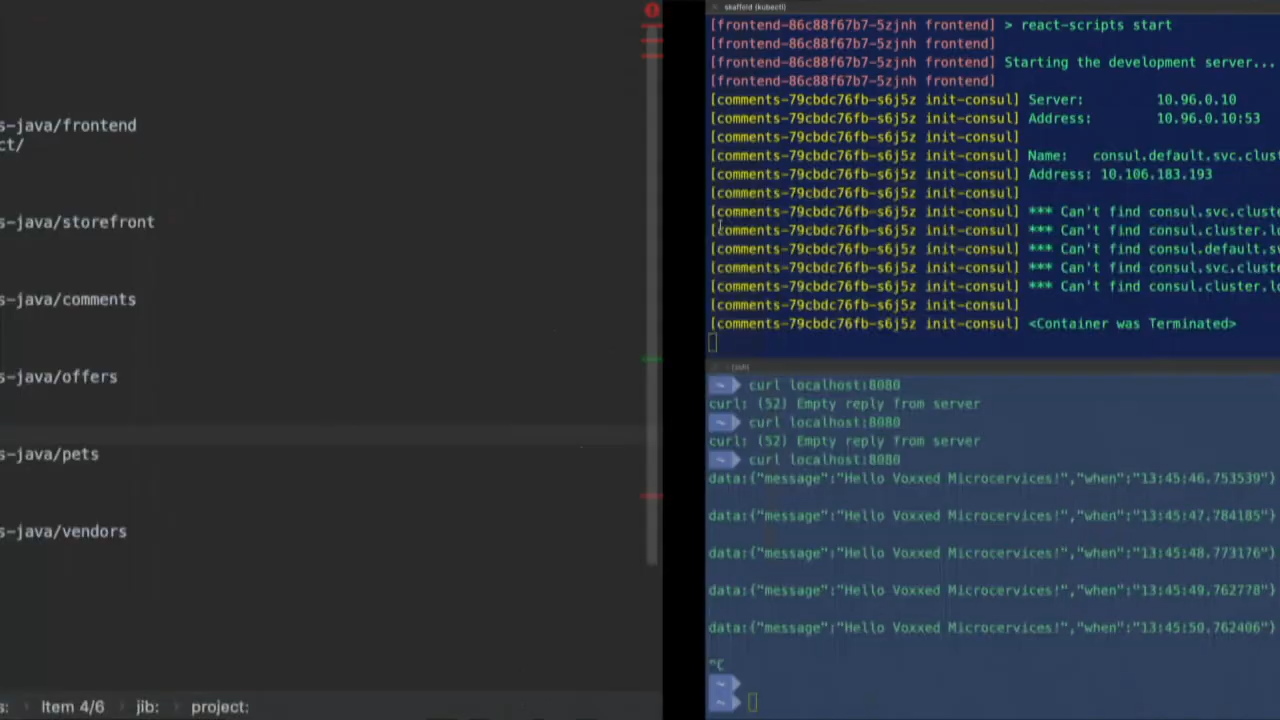 s-java/frontend
ct/
s-java/storefront
s-java/comments
s-java/offers
s-java/pets
s-java/vendors
s: Item 4/6 jib: project:
skaffold (kubectl)
[frontend-86c88f67b7-5zjnh frontend] > react-scripts start
[frontend-86c88f67b7-5zjnh frontend]
[frontend-86c88f67b7-5zjnh frontend] Starting the development server...
[frontend-86c88f67b7-5zjnh frontend]
[comments-79cbdc76fb-s6j5z init-consul] Server: 10.96.0.10
[comments-79cbdc76fb-s6j5z init-consul] Address: 10.96.0.10:53
[comments-79cbdc76fb-s6j5z init-consul]
[comments-79cbdc76fb-s6j5z init-consul] Name: consul.default.svc.clust
[comments-79cbdc76fb-s6j5z init-consul] Address: 10.106.183.193
[comments-79cbdc76fb-s6j5z init-consul]
[comments-79cbdc76fb-s6j5z init-consul] *** Can't find consul.svc.cluste
[comments-79cbdc76fb-s6j5z init-consul] *** Can't find consul.cluster.lo
[comments-79cbdc76fb-s6j5z init-consul] *** Can't find consul.default.sv
[comments-79cbdc76fb-s6j5z init-consul] *** Can't find consul.svc.cluste
[comments-79cbdc76fb-s6j5z init-consul] *** Can't find consul.cluster.lo
[comments-79cbdc76fb-s6j5z init-consul]
[comments-79cbdc76fb-s6j5z init-consul] <Container was Terminated>
~ (zsh)
~ curl localhost:8080
curl: (52) Empty reply from server
~ curl localhost:8080
curl: (52) Empty reply from server
~ curl localhost:8080
data:{"message":"Hello Voxxed Microcervices!","when":"13:45:46.753539"}
data:{"message":"Hello Voxxed Microcervices!","when":"13:45:47.784185"}
data:{"message":"Hello Voxxed Microcervices!","when":"13:45:48.773176"}
data:{"message":"Hello Voxxed Microcervices!","when":"13:45:49.762778"}
data:{"message":"Hello Voxxed Microcervices!","when":"13:45:50.762406"}
^C
~
~